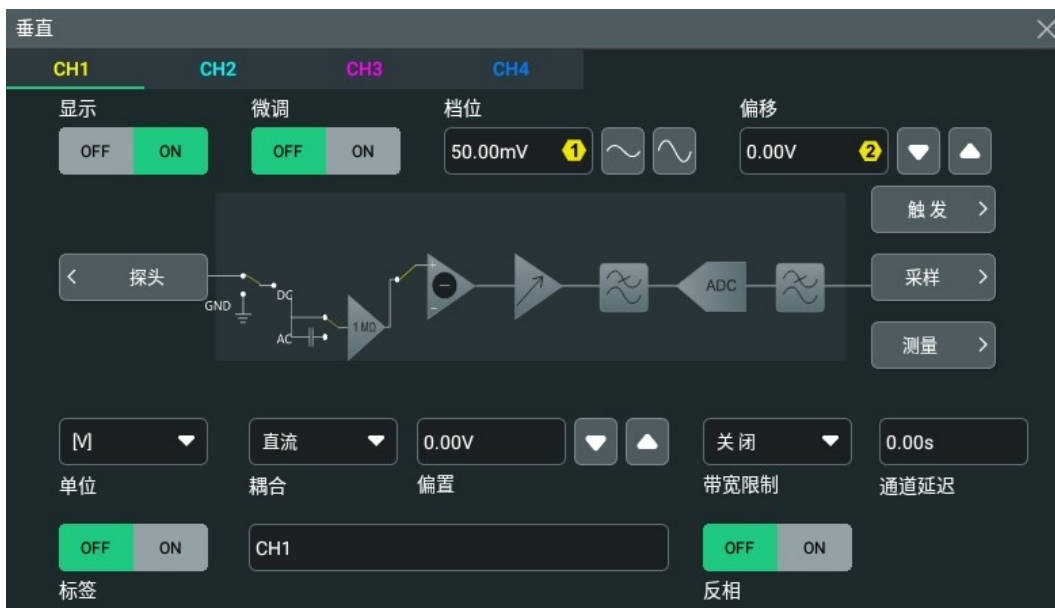 垂直
CH1 CH2 CH3 CH4
显示 微调 档位 偏移
OFF ON OFF ON 50.00mV 1 0.00V 2
触发
探头 GND DC AC 1 MΩ + - ADC 采样
测量
[V] 直流 0.00V 关闭 0.00s
单位 耦合 偏置 带宽限制 通道延迟
OFF ON CH1 OFF ON
标签 反相